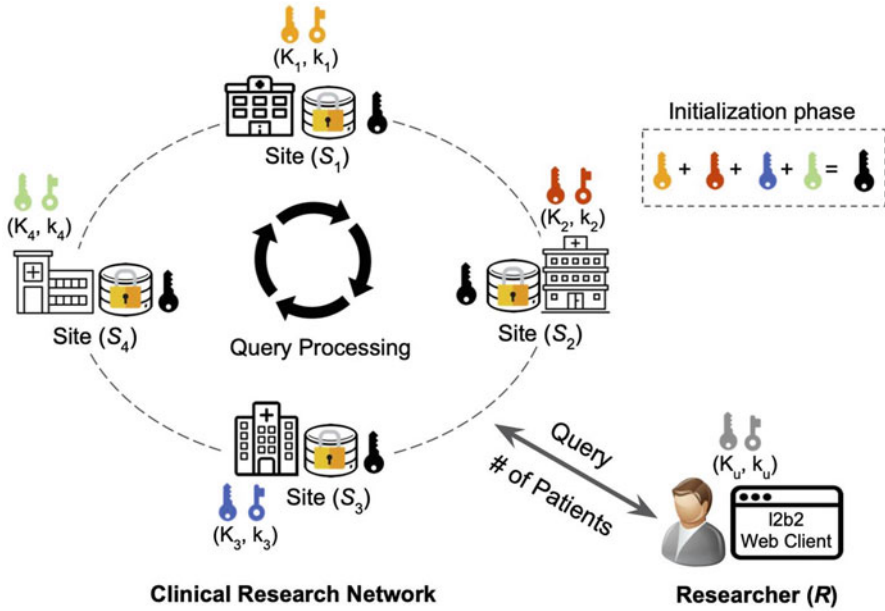 (K₁, k₁)
Site (S₁)
Initialization phase
+ + + =
(K₄, k₄)
(K₂, k₂)
Site (S₄)
Query Processing
Site (S₂)
Site (S₃)
(K₃, k₃)
Query
# of Patients
(Kᵤ, kᵤ)
I2b2
Web Client
Clinical Research Network
Researcher (R)